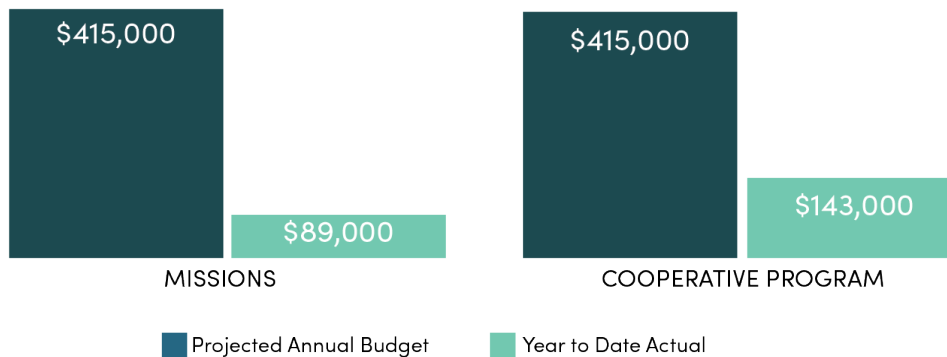 $415,000
$89,000
MISSIONS
$415,000
$143,000
COOPERATIVE PROGRAM
Projected Annual Budget
Year to Date Actual